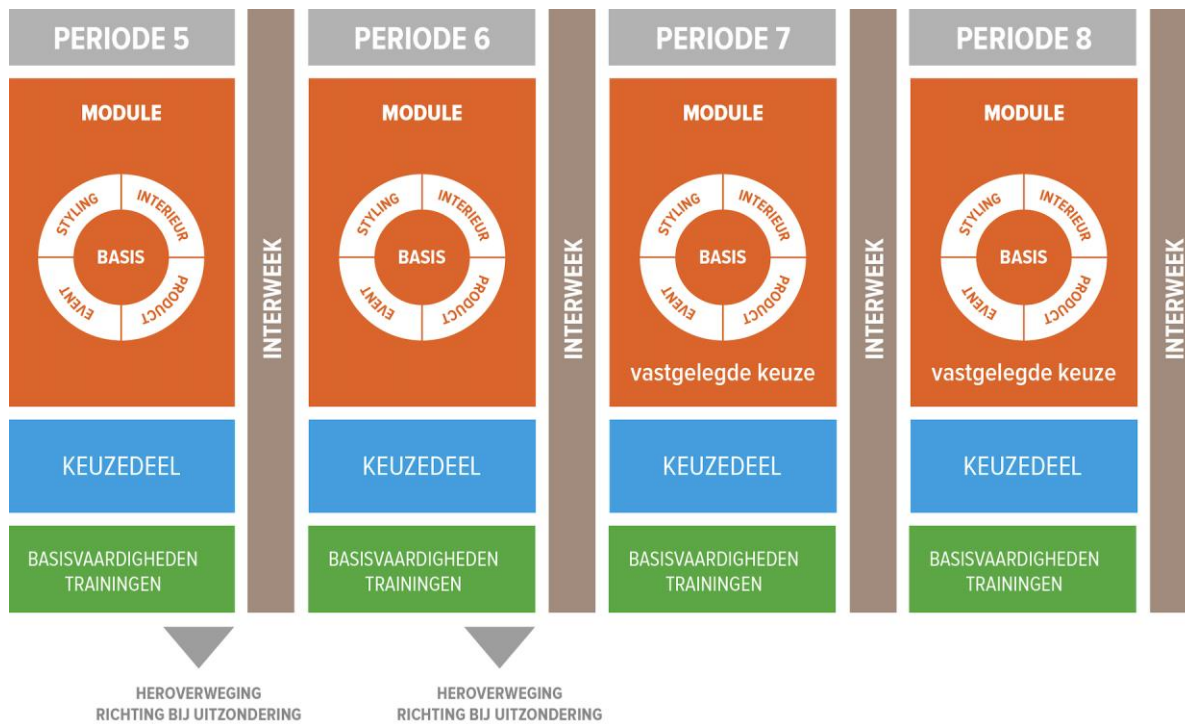 PERIODE 5
MODULE
STYLING
INTERIEUR
BASIS
EVENT
PRODUCT
KEUZEDEEL
BASISVAARDIGHEDEN
TRAININGEN
INTERWEEK
HEROVERWEGING
RICHTING BIJ UITZONDERING
PERIODE 6
MODULE
STYLING
INTERIEUR
BASIS
EVENT
PRODUCT
KEUZEDEEL
BASISVAARDIGHEDEN
TRAININGEN
INTERWEEK
HEROVERWEGING
RICHTING BIJ UITZONDERING
PERIODE 7
MODULE
STYLING
INTERIEUR
BASIS
EVENT
PRODUCT
vastgelegde keuze
KEUZEDEEL
BASISVAARDIGHEDEN
TRAININGEN
INTERWEEK
PERIODE 8
MODULE
STYLING
INTERIEUR
BASIS
EVENT
PRODUCT
vastgelegde keuze
KEUZEDEEL
BASISVAARDIGHEDEN
TRAININGEN
INTERWEEK